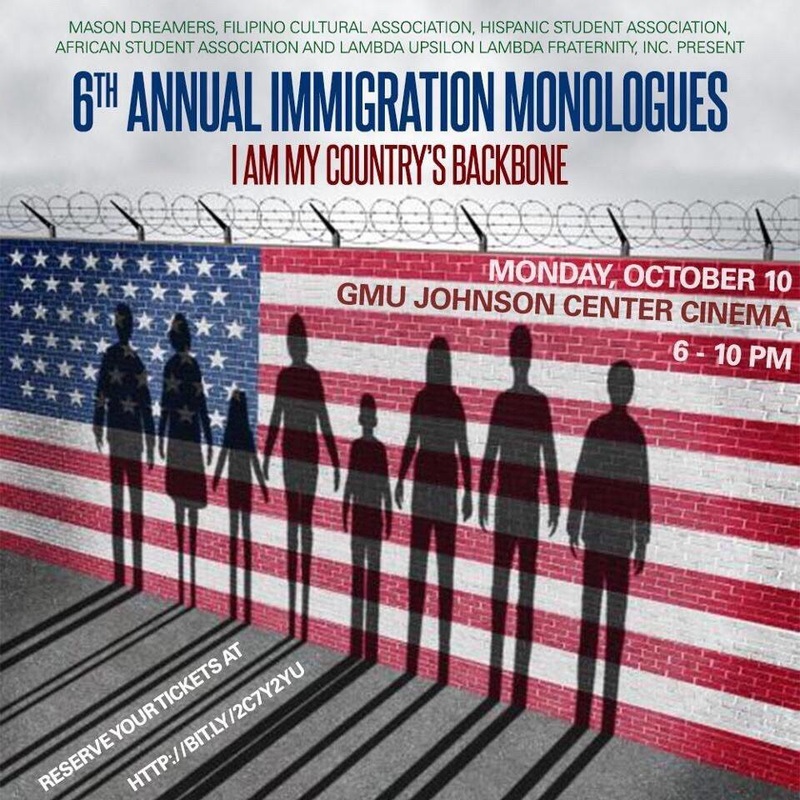 MASON DREAMERS, FILIPINO CULTURAL ASSOCIATION, HISPANIC STUDENT ASSOCIATION,
AFRICAN STUDENT ASSOCIATION AND LAMBDA UPSILON LAMBDA FRATERNITY, INC. PRESENT
6TH ANNUAL IMMIGRATION MONOLOGUES
I AM MY COUNTRY'S BACKBONE
MONDAY, OCTOBER 10
GMU JOHNSON CENTER CINEMA
6 - 10 PM
RESERVE YOUR TICKETS AT
HTTP://BIT.LY/2C7Y2YU